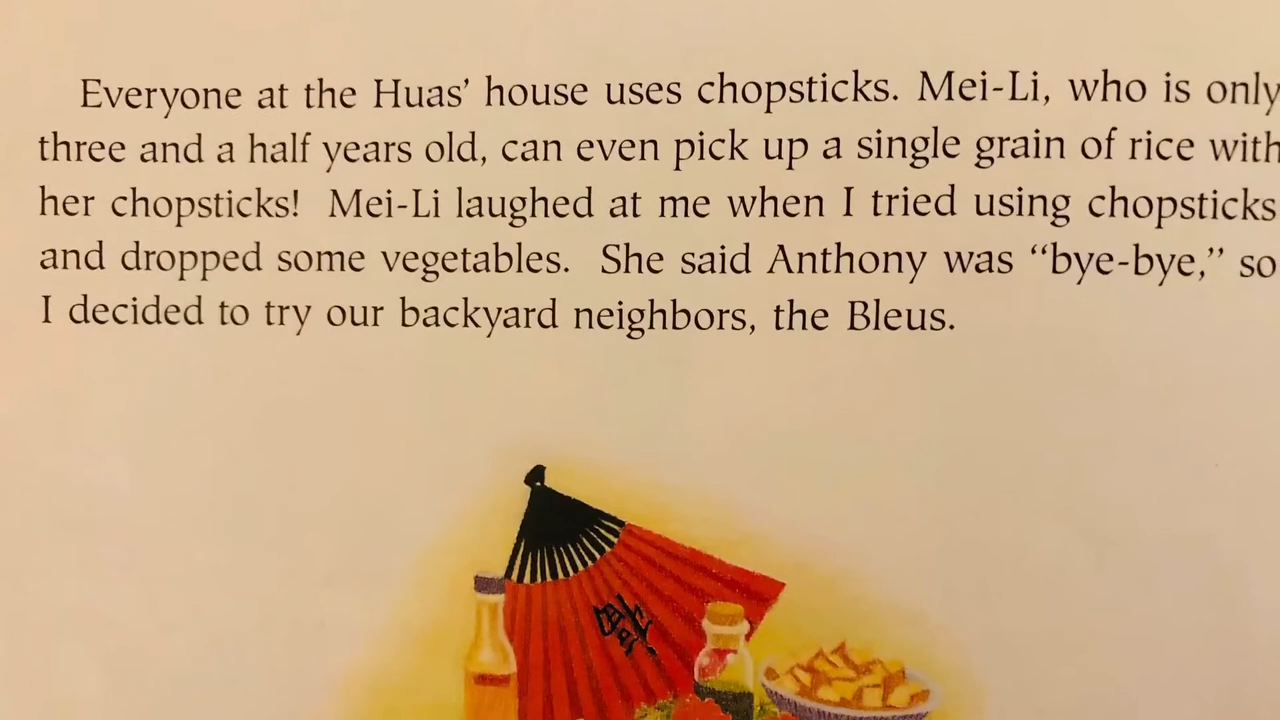 Everyone at the Huas’ house uses chopsticks. Mei-Li, who is only
three and a half years old, can even pick up a single grain of rice with
her chopsticks! Mei-Li laughed at me when I tried using chopsticks
and dropped some vegetables. She said Anthony was “bye-bye,” so
I decided to try our backyard neighbors, the Bleus.